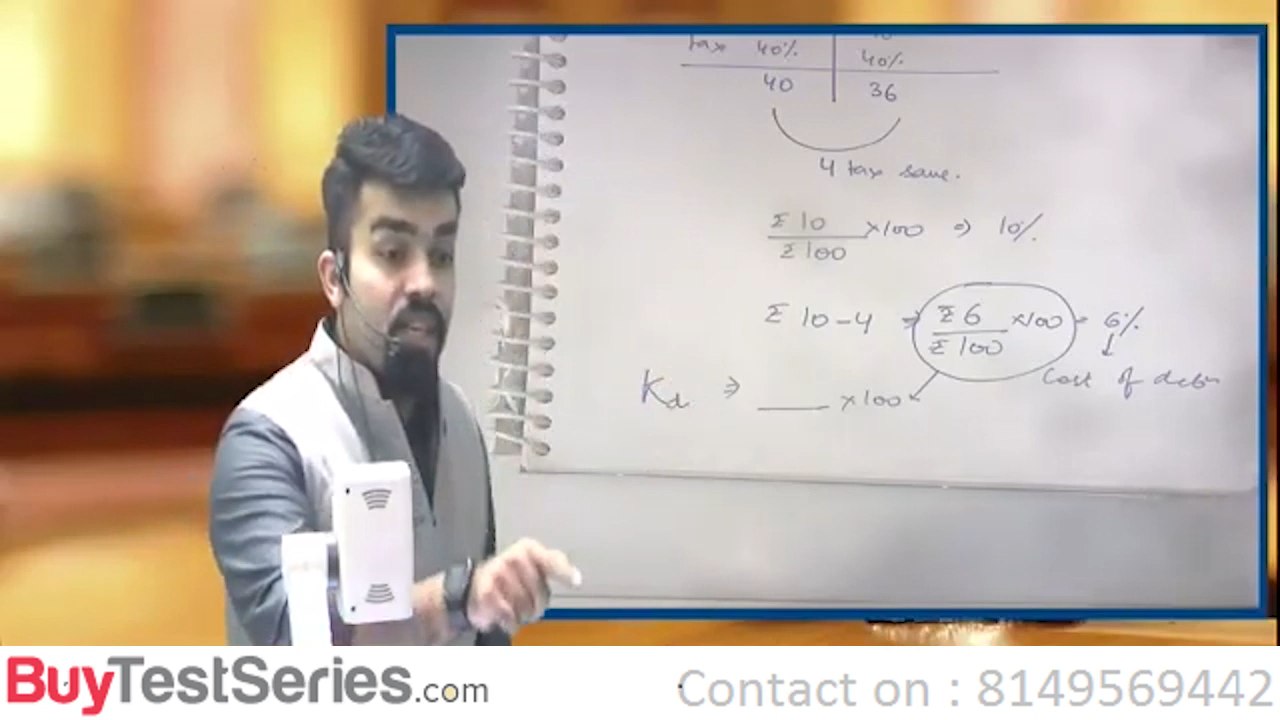 tax 40% 40%
40 36
4 tax save.
₹ 10
₹ 100 × 100 ⇒ 10%
₹ 10 - 4 ⇒ ₹ 6
₹ 100 × 100 = 6%
Cost of debt
Kd ⇒ ___ × 100
BuyTestSeries.com
Contact on : 8149569442